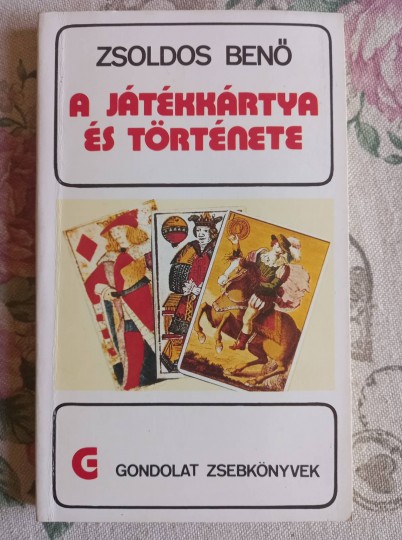 ZSOLDOS BENŐ
A JÁTÉKKÁRTYA
ÉS TÖRTÉNETE
G GONDOLAT ZSEBKÖNYVEK